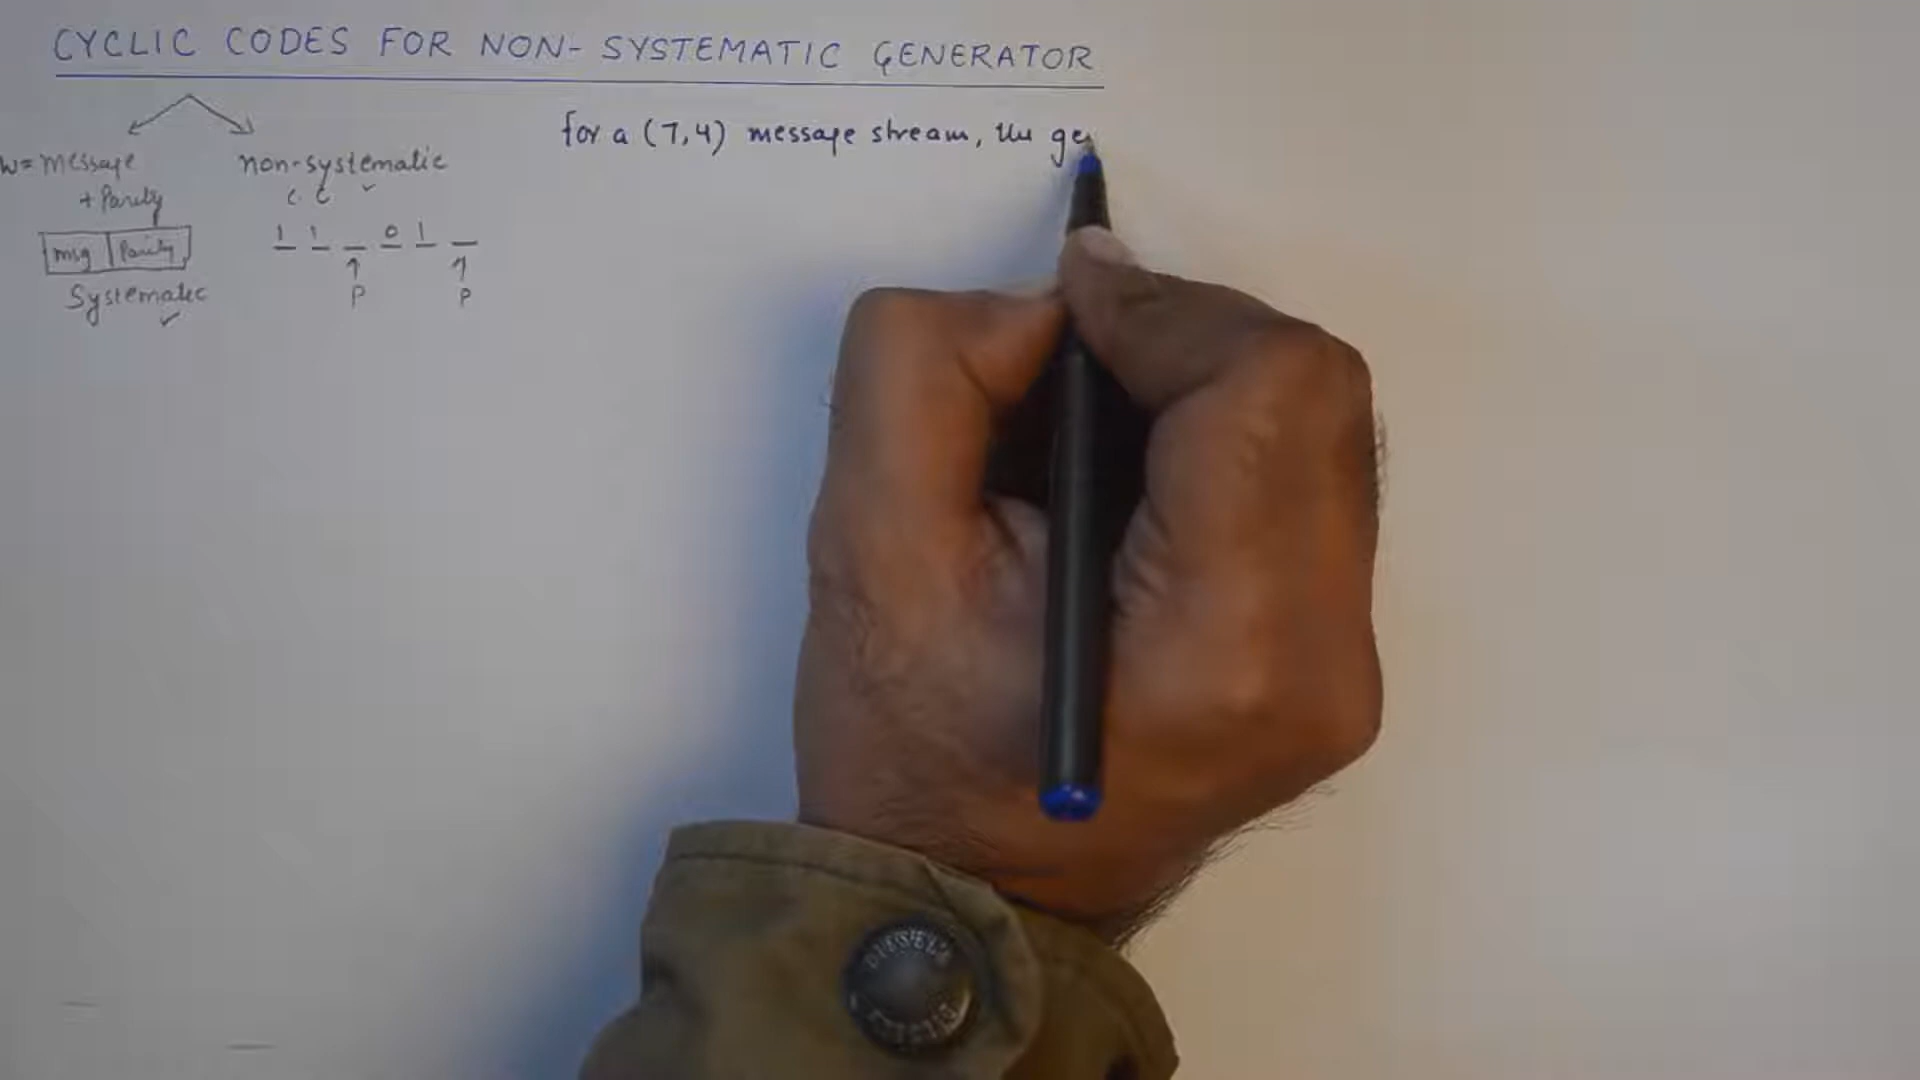 CYCLIC CODES FOR NON-SYSTEMATIC GENERATOR
for a (7,4) message stream, the ge
w = message
+ Parity
non-systematic
c. c
msg Parity
1 1 _ 0 1 _
P P
Systematic
DIESEL